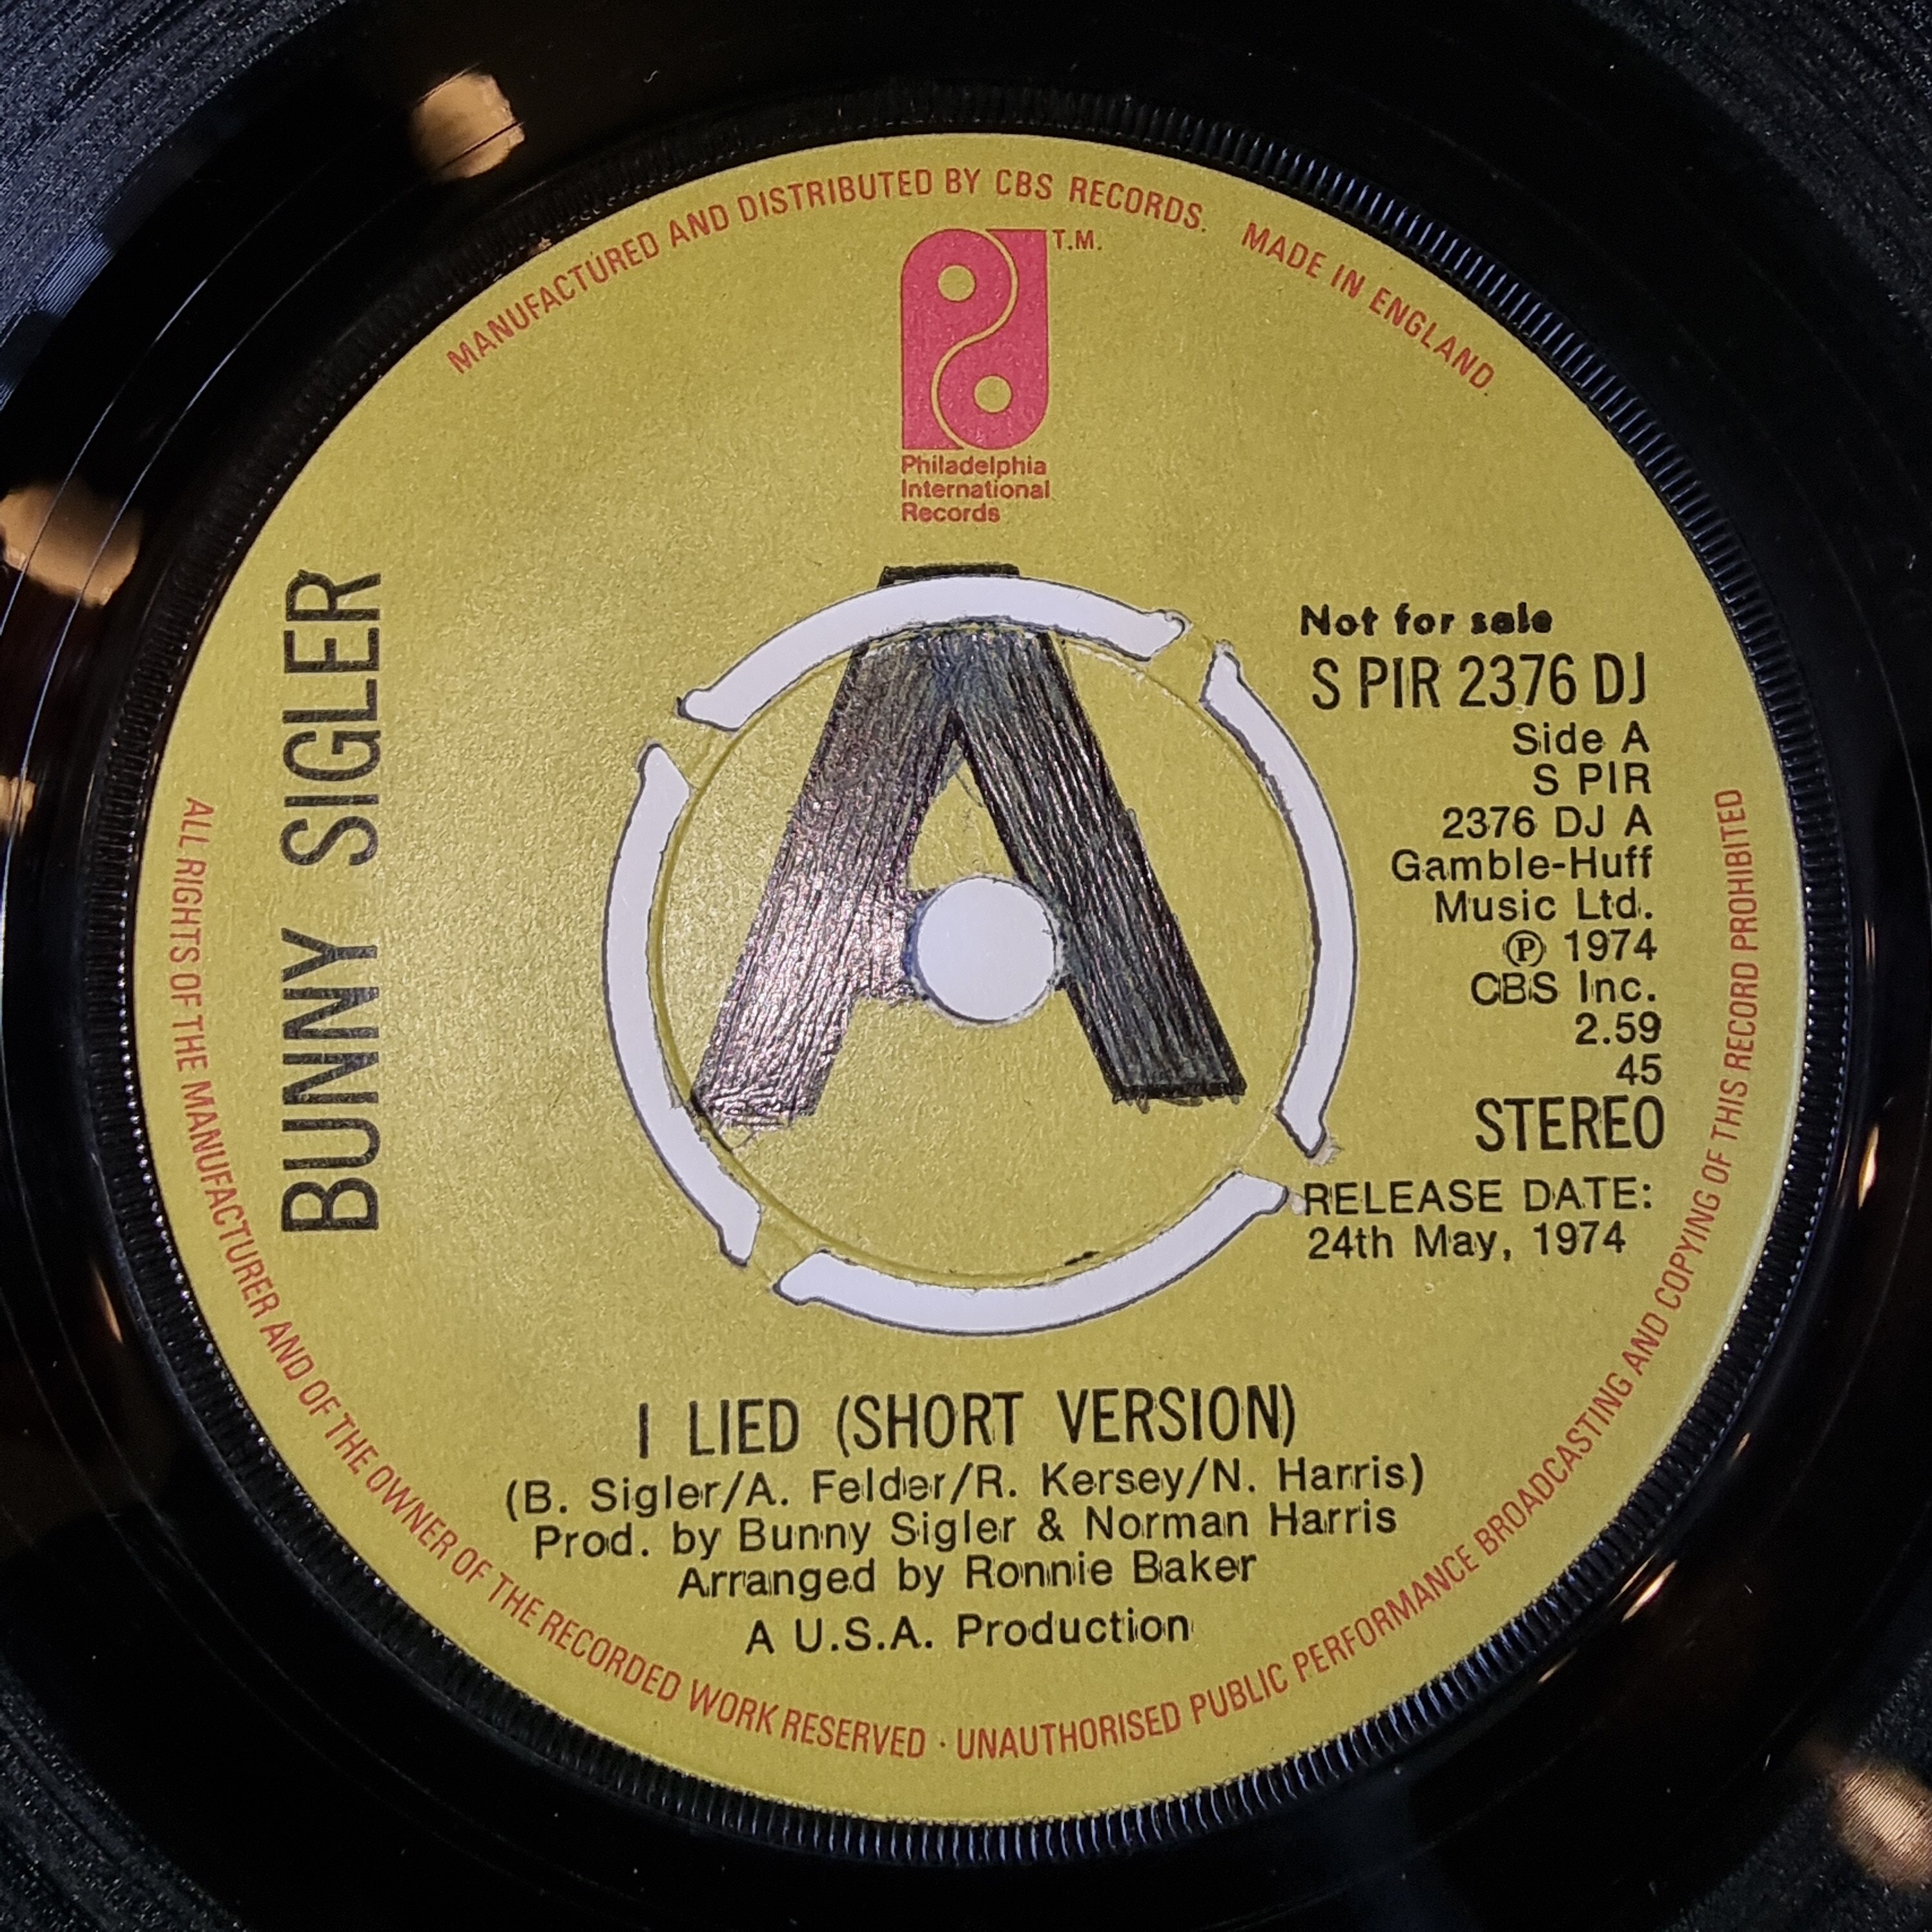 MANUFACTURED AND DISTRIBUTED BY CBS RECORDS. MADE IN ENGLAND
T.M.
Philadelphia
International
Records
BUNNY SIGLER
A
Not for sale
S PIR 2376 DJ
Side A
S PIR
2376 DJ A
Gamble-Huff
Music Ltd.
℗ 1974
CBS Inc.
2.59
45
STEREO
RELEASE DATE:
24th May, 1974
I LIED (SHORT VERSION)
(B. Sigler/A. Felder/R. Kersey/N. Harris)
Prod. by Bunny Sigler & Norman Harris
Arranged by Ronnie Baker
A U.S.A. Production
ALL RIGHTS OF THE MANUFACTURER AND OF THE OWNER OF THE RECORDED WORK RESERVED · UNAUTHORISED PUBLIC PERFORMANCE BROADCASTING AND COPYING OF THIS RECORD PROHIBITED